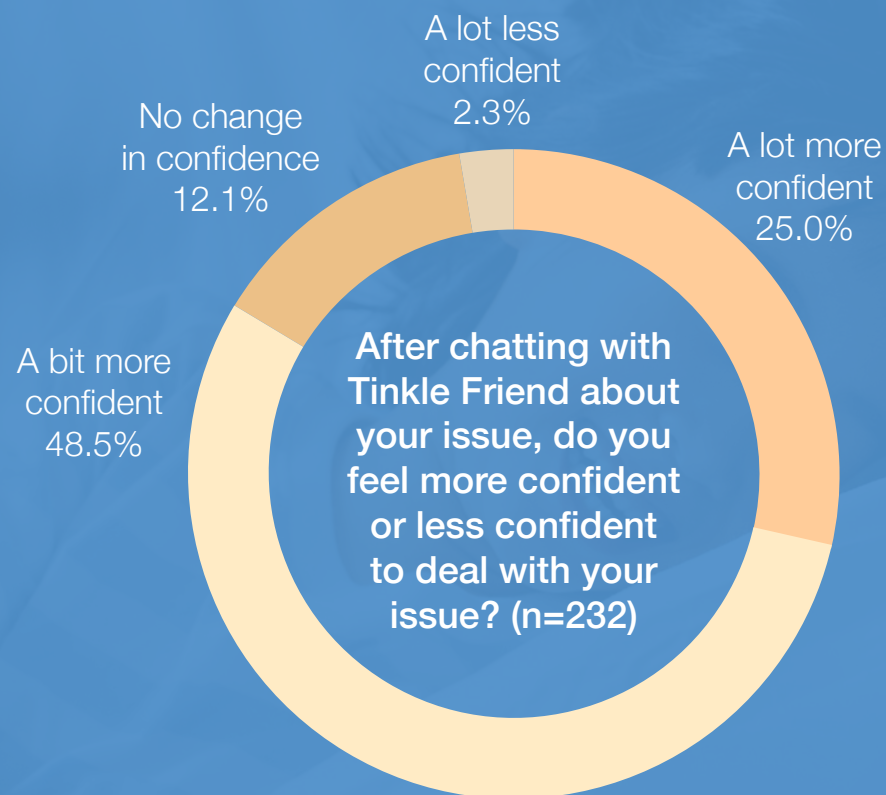 A lot less
confident
2.3%
No change
in confidence
12.1%
A lot more
confident
25.0%
A bit more
confident
48.5%
After chatting with
Tinkle Friend about
your issue, do you
feel more confident
or less confident
to deal with your
issue? (n=232)